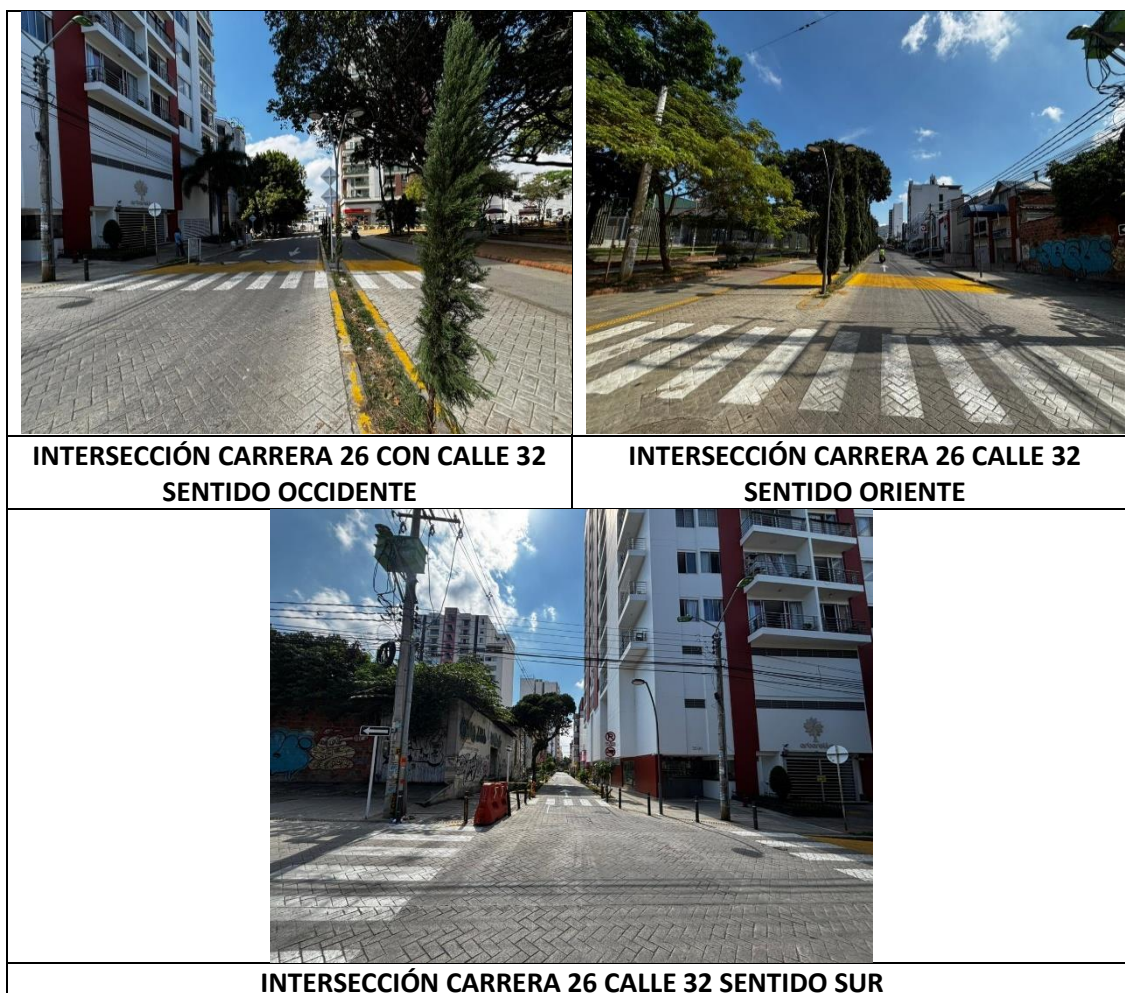 INTERSECCIÓN CARRERA 26 CON CALLE 32
SENTIDO OCCIDENTE
INTERSECCIÓN CARRERA 26 CALLE 32
SENTIDO ORIENTE
INTERSECCIÓN CARRERA 26 CALLE 32 SENTIDO SUR